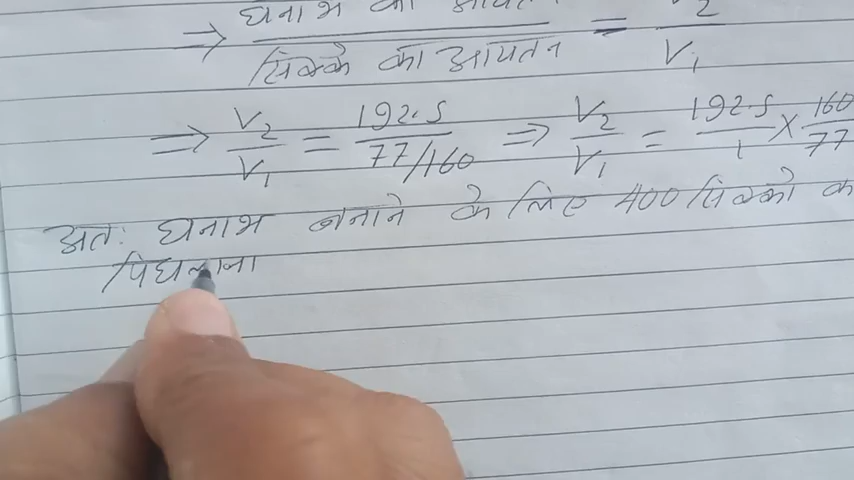 ⇒ घनाभ का आयतन / सिक्के का आयतन = V₂/V₁
⇒ V₂/V₁ = 192.5 / 77/160 ⇒ V₂/V₁ = 192.5/1 × 160/77
अतः घनाभ बनाने के लिए 400 सिक्को क
पिघलाना